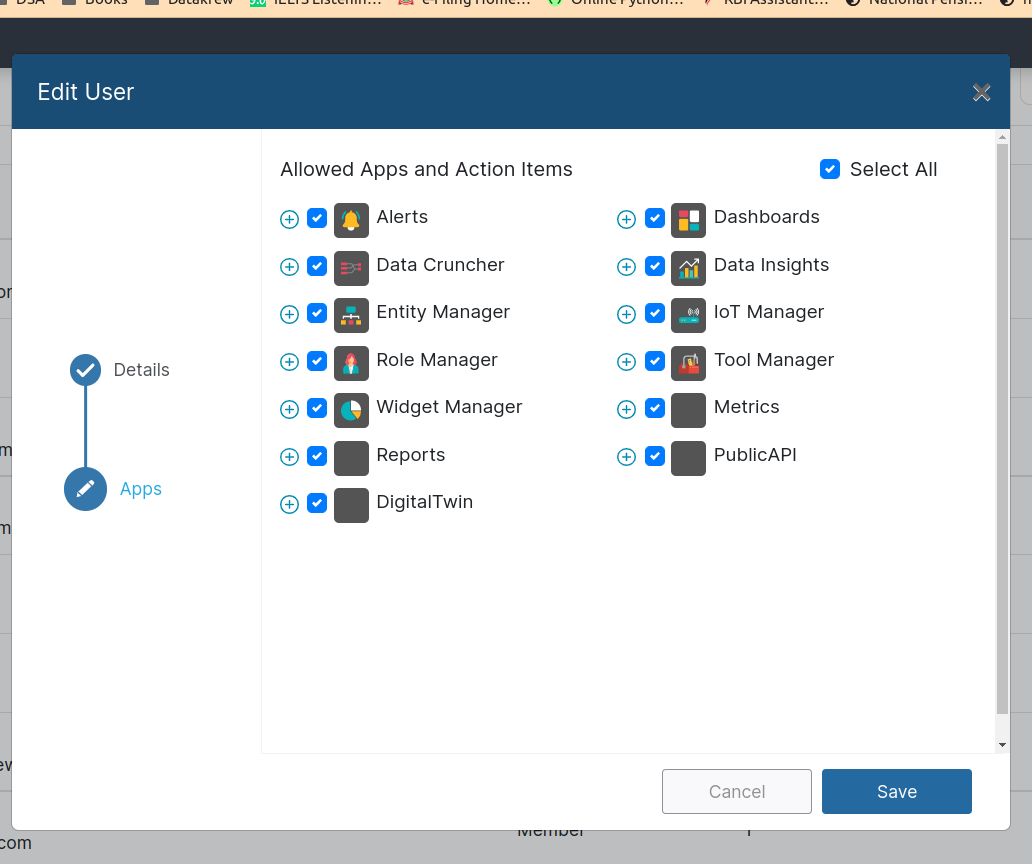 DSA Books Datakrew IELTS Listenin... e-Filing Home... Online Python... RBI Assistant... National Pensi...
Edit User
Allowed Apps and Action Items Select All
Alerts Dashboards
Data Cruncher Data Insights
Entity Manager IoT Manager
Role Manager Tool Manager
Details
Widget Manager Metrics
Reports PublicAPI
Apps
DigitalTwin
Cancel Save
Member
com